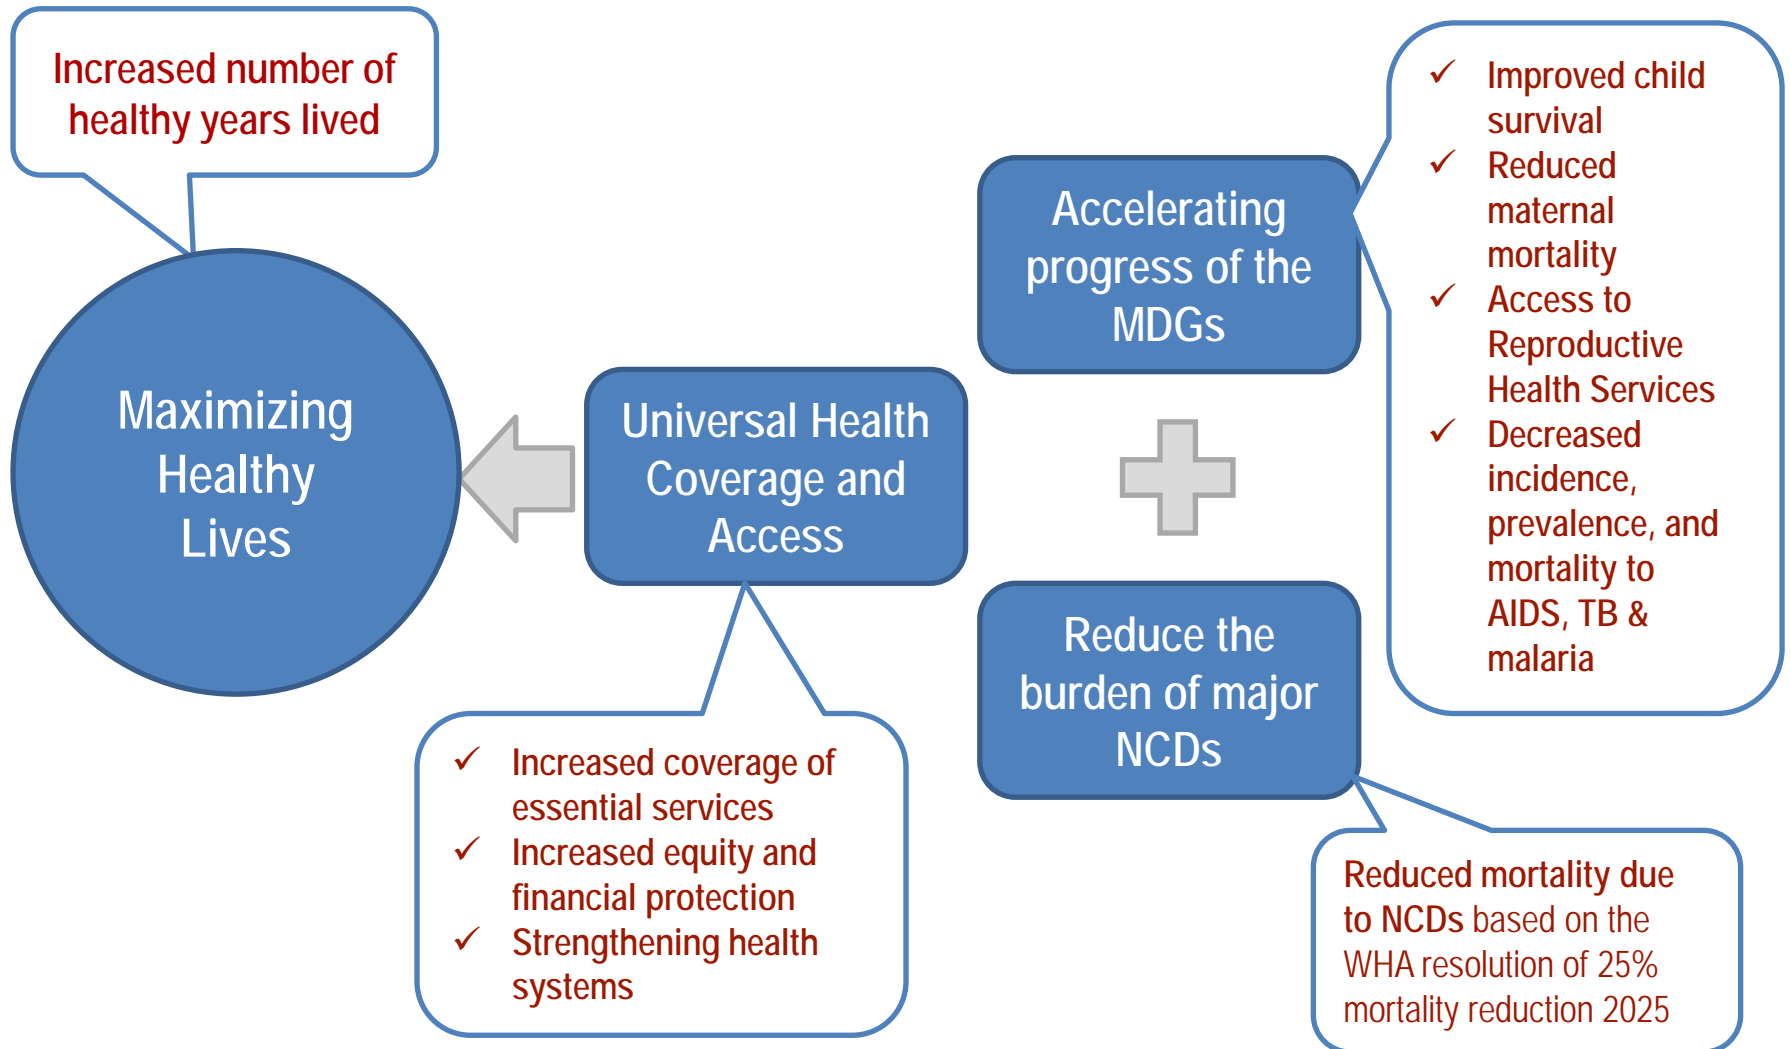 Increased number of
healthy years lived
Maximizing
Healthy
Lives
Universal Health
Coverage and
Access
✓ Increased coverage of
essential services
✓ Increased equity and
financial protection
✓ Strengthening health
systems
Accelerating
progress of the
MDGs
✓ Improved child
survival
✓ Reduced
maternal
mortality
✓ Access to
Reproductive
Health Services
✓ Decreased
incidence,
prevalence, and
mortality to
AIDS, TB &
malaria
Reduce the
burden of major
NCDs
Reduced mortality due
to NCDs based on the
WHA resolution of 25%
mortality reduction 2025